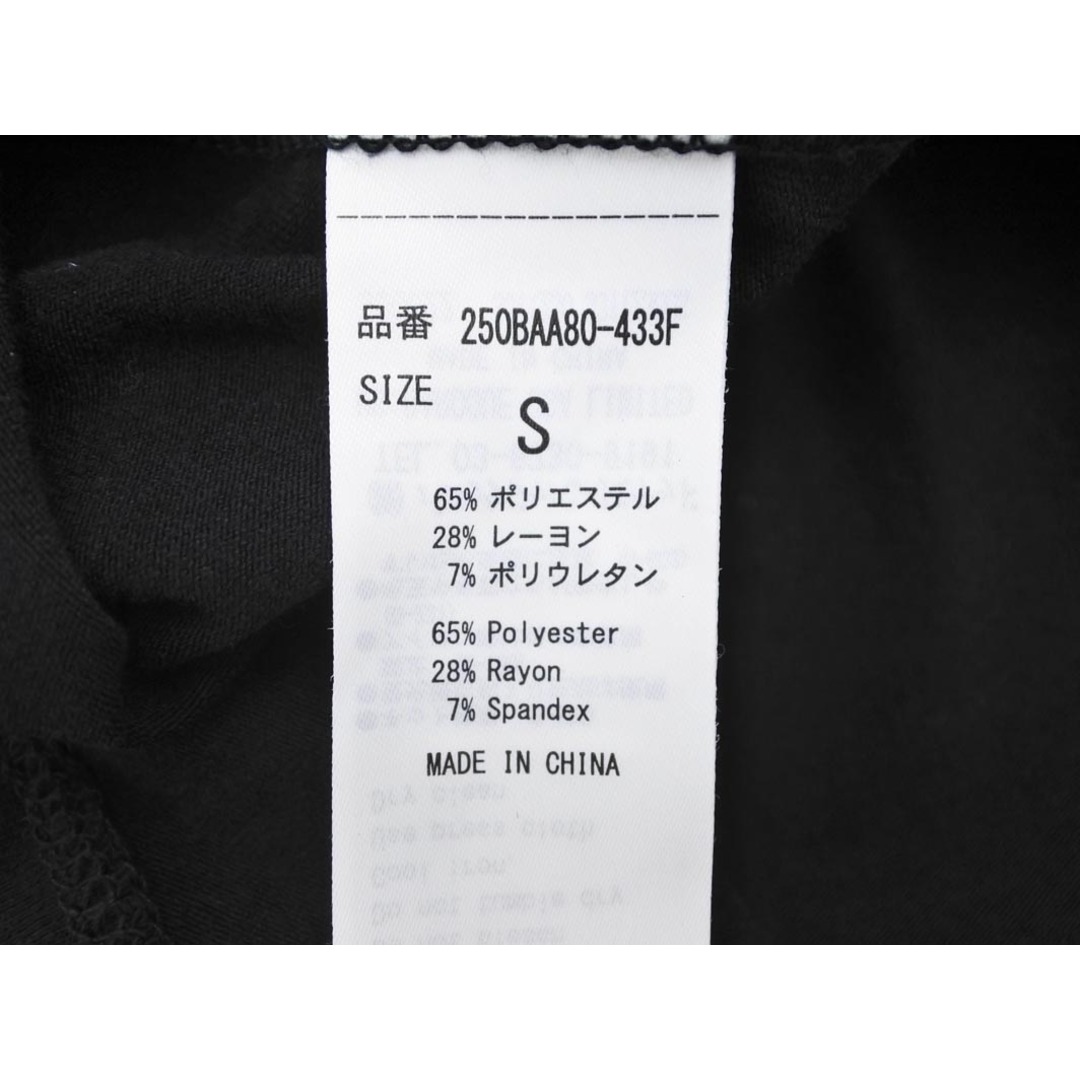 品番 250BAA80-433F
SIZE
S
65% ポリエステル
28% レーヨン
7% ポリウレタン
65% Polyester
28% Rayon
7% Spandex
MADE IN CHINA